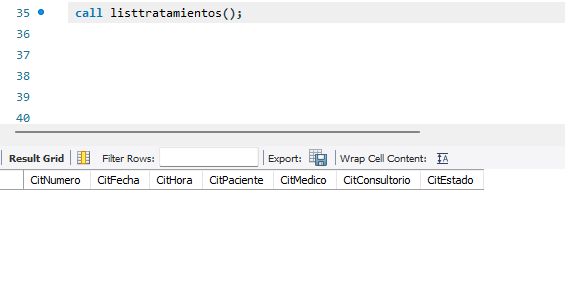 35 call listtratamientos();
36
37
38
39
40
Result Grid Filter Rows: Export: Wrap Cell Content:
CitNumero CitFecha CitHora CitPaciente CitMedico CitConsultorio CitEstado